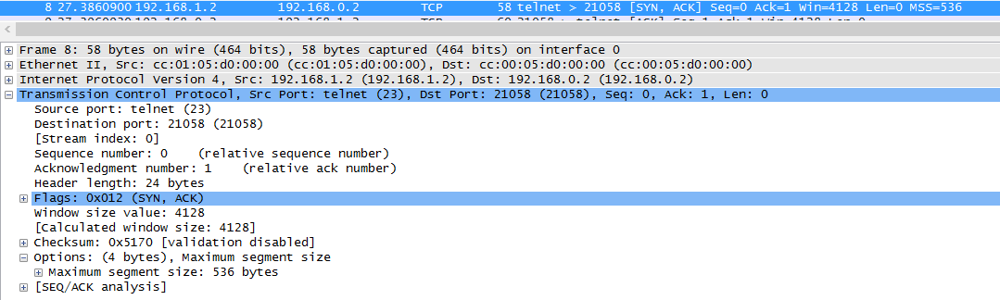 8 27.3860900 192.168.1.2 192.168.0.2 TCP 58 telnet > 21058 [SYN, ACK] Seq=0 Ack=1 Win=4128 Len=0 MSS=536
Frame 8: 58 bytes on wire (464 bits), 58 bytes captured (464 bits) on interface 0
Ethernet II, Src: cc:01:05:d0:00:00 (cc:01:05:d0:00:00), Dst: cc:00:05:d0:00:00 (cc:00:05:d0:00:00)
Internet Protocol Version 4, Src: 192.168.1.2 (192.168.1.2), Dst: 192.168.0.2 (192.168.0.2)
Transmission Control Protocol, Src Port: telnet (23), Dst Port: 21058 (21058), Seq: 0, Ack: 1, Len: 0
Source port: telnet (23)
Destination port: 21058 (21058)
[Stream index: 0]
Sequence number: 0 (relative sequence number)
Acknowledgment number: 1 (relative ack number)
Header length: 24 bytes
Flags: 0x012 (SYN, ACK)
Window size value: 4128
[Calculated window size: 4128]
Checksum: 0x5170 [validation disabled]
Options: (4 bytes), Maximum segment size
Maximum segment size: 536 bytes
[SEQ/ACK analysis]